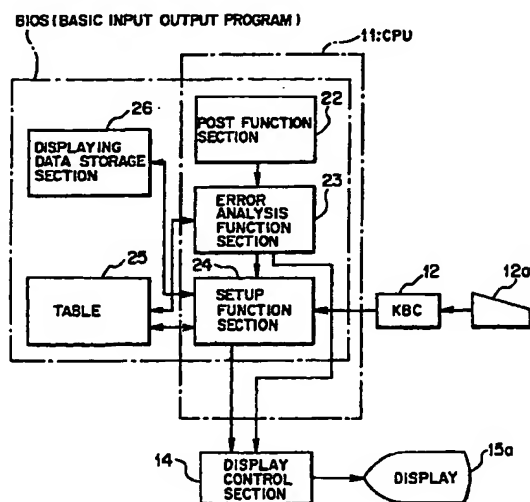 BIOS (BASIC INPUT OUTPUT PROGRAM)
11:CPU
26
DISPLAYING
DATA STORAGE
SECTION
22
POST FUNCTION
SECTION
23
ERROR
ANALYSIS
FUNCTION
SECTION
25
TABLE
24
SETUP
FUNCTION
SECTION
12
KBC
12a
14
DISPLAY
CONTROL
SECTION
15a
DISPLAY